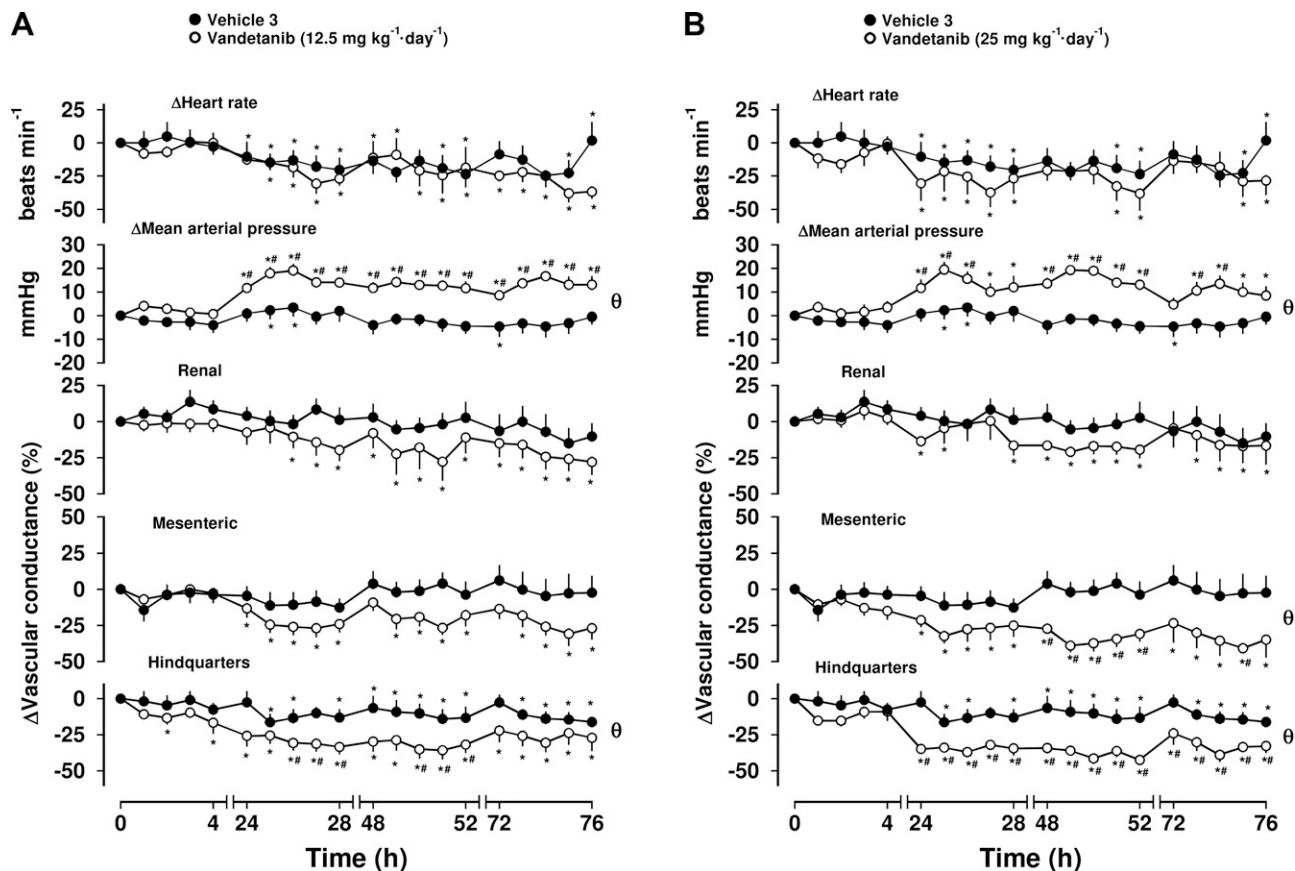 A
● Vehicle 3
○ Vandetanib (12.5 mg kg⁻¹·day⁻¹)
ΔHeart rate
beats min⁻¹
25
0
-25
-50
ΔMean arterial pressure
mmHg
30
20
10
0
-10
-20
θ
ΔVascular conductance (%)
Renal
25
0
-25
-50
Mesenteric
50
25
0
-25
-50
Hindquarters
0
-25
-50
θ
0 4 24 28 48 52 72 76
Time (h)
B
● Vehicle 3
○ Vandetanib (25 mg kg⁻¹·day⁻¹)
ΔHeart rate
beats min⁻¹
25
0
-25
-50
ΔMean arterial pressure
mmHg
30
20
10
0
-10
20
θ
ΔVascular conductance (%)
Renal
25
0
-25
-50
Mesenteric
50
25
0
-25
-50
θ
Hindquarters
0
-25
-50
θ
0 4 24 28 48 52 72 76
Time (h)